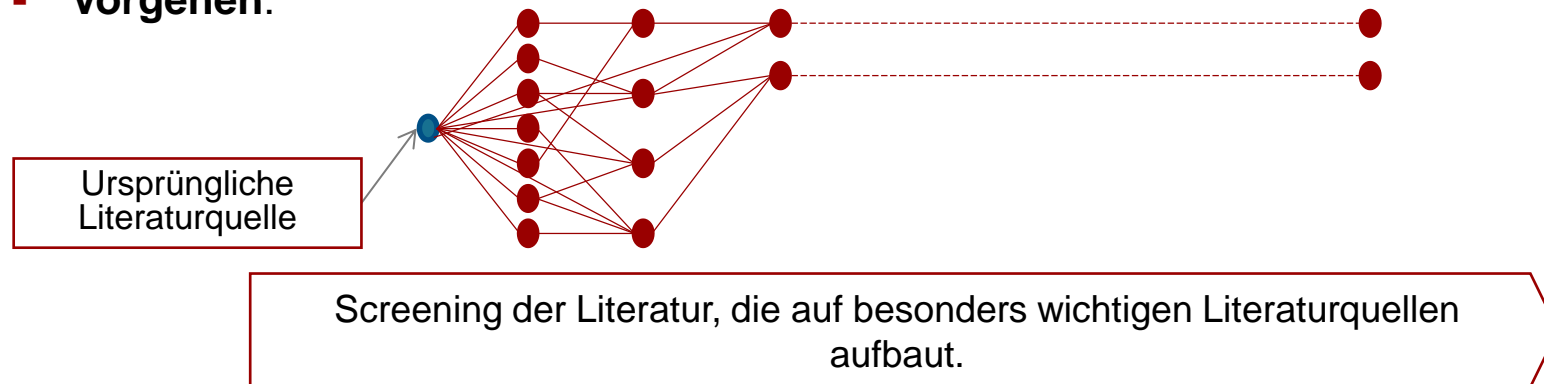 - Vorgehen:
Ursprüngliche
Literaturquelle
Screening der Literatur, die auf besonders wichtigen Literaturquellen
aufbaut.